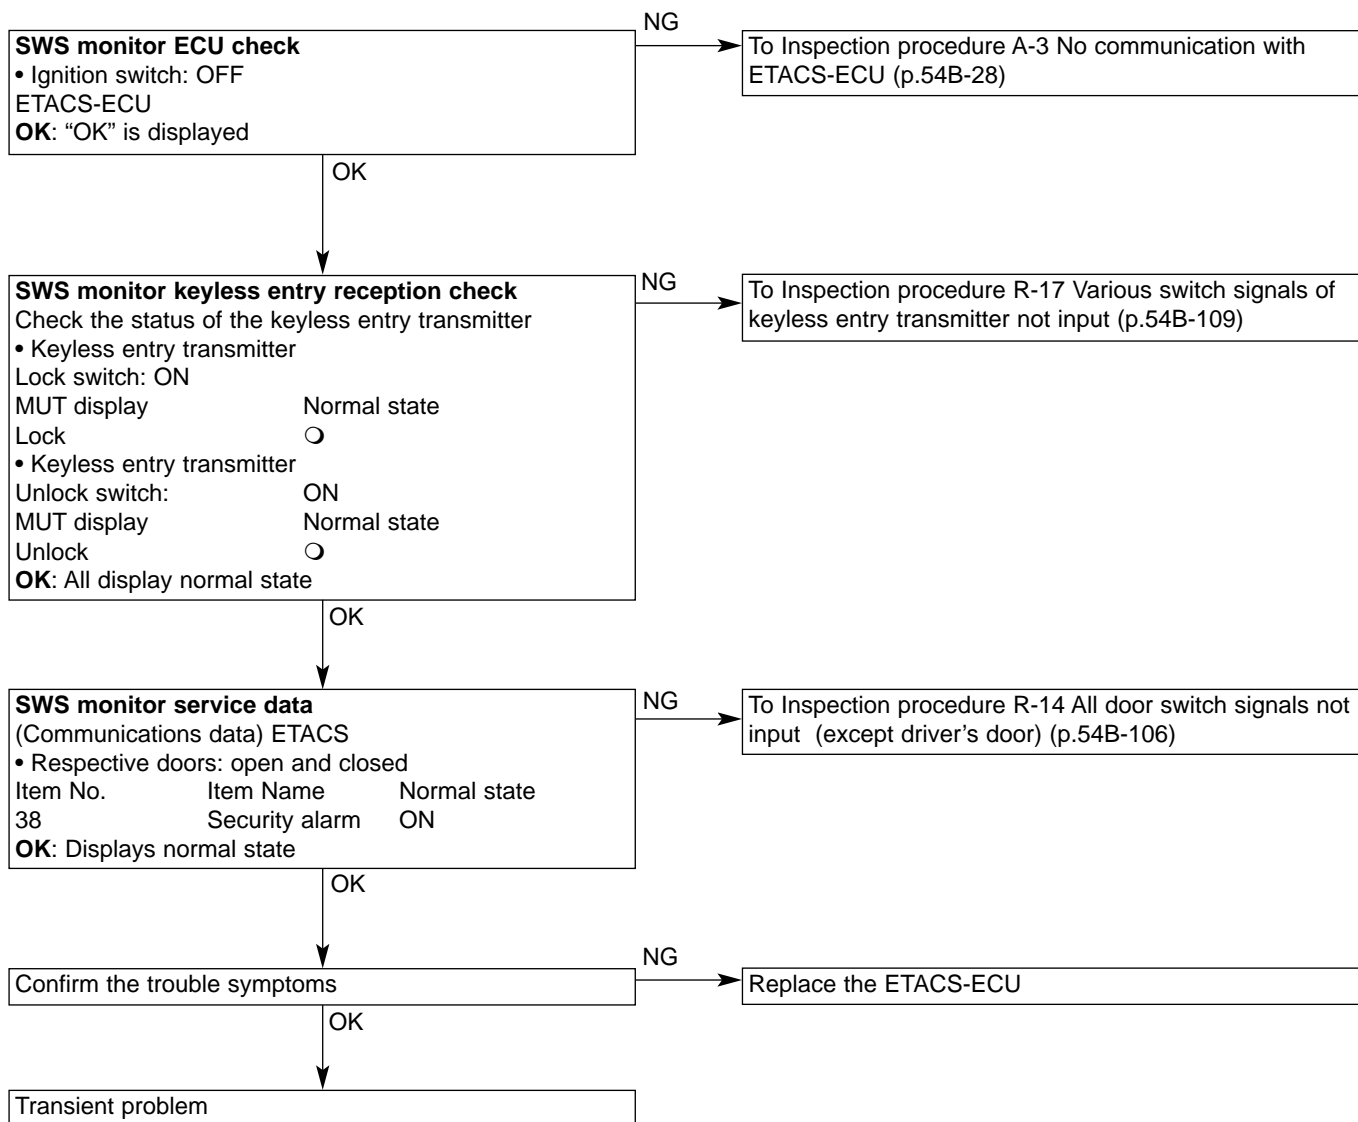 SWS monitor ECU check
• Ignition switch: OFF
ETACS-ECU
OK: “OK” is displayed
NG
To Inspection procedure A-3 No communication with
ETACS-ECU (p.54B-28)
OK
SWS monitor keyless entry reception check
Check the status of the keyless entry transmitter
• Keyless entry transmitter
Lock switch: ON
MUT display Normal state
Lock ❍
• Keyless entry transmitter
Unlock switch: ON
MUT display Normal state
Unlock ❍
OK: All display normal state
NG
To Inspection procedure R-17 Various switch signals of
keyless entry transmitter not input (p.54B-109)
OK
SWS monitor service data
(Communications data) ETACS
• Respective doors: open and closed
Item No. Item Name Normal state
38 Security alarm ON
OK: Displays normal state
NG
To Inspection procedure R-14 All door switch signals not
input (except driver’s door) (p.54B-106)
OK
Confirm the trouble symptoms
NG
Replace the ETACS-ECU
OK
Transient problem